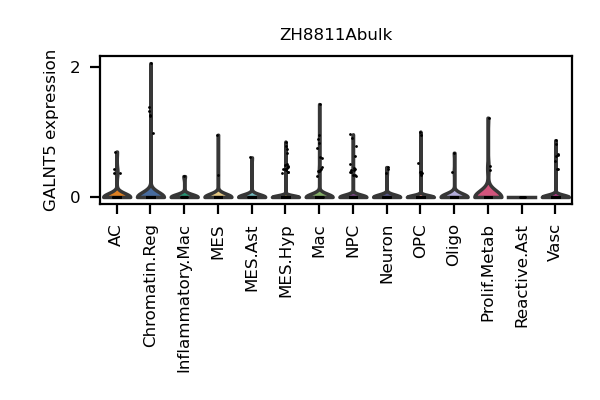 ZH8811Abulk
GALNT5 expression
2
0
AC
Chromatin.Reg
Inflammatory.Mac
MES
MES.Ast
MES.Hyp
Mac
NPC
Neuron
OPC
Oligo
Prolif.Metab
Reactive.Ast
Vasc